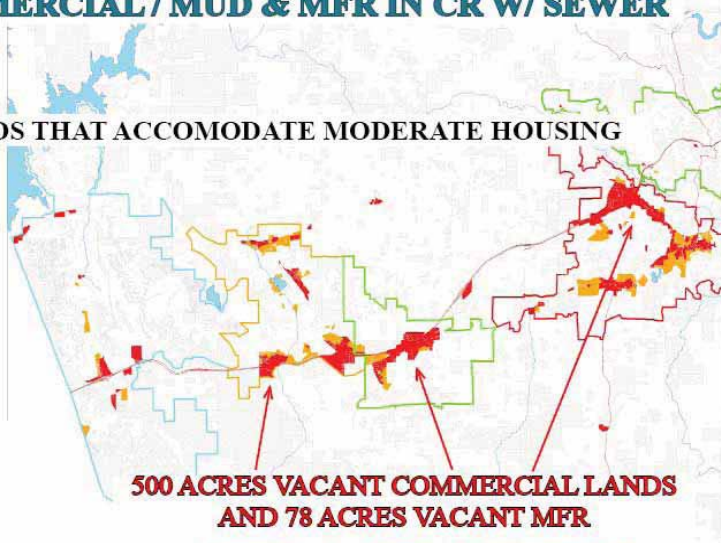 MERCIAL / MUD & MFR IN CR W/ SEWER
DS THAT ACCOMODATE MODERATE HOUSING
500 ACRES VACANT COMMERCIAL LANDS
AND 78 ACRES VACANT MFR